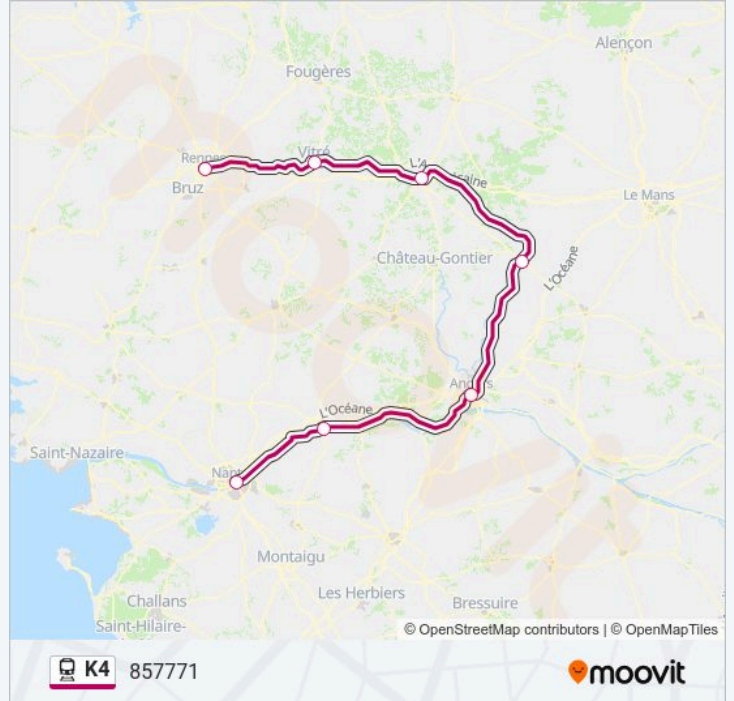 Alençon
Fougères
Rennes
Vitré
Bruz
L'A
caine
Le Mans
Château-Gontier
L'Océane
Angers
L'Océane
Saint-Nazaire
Nantes
Montaigu
Les Herbiers
Challans
Bressuire
Saint-Hilaire-
© OpenStreetMap contributors | © OpenMapTiles
K4 857771
moovit